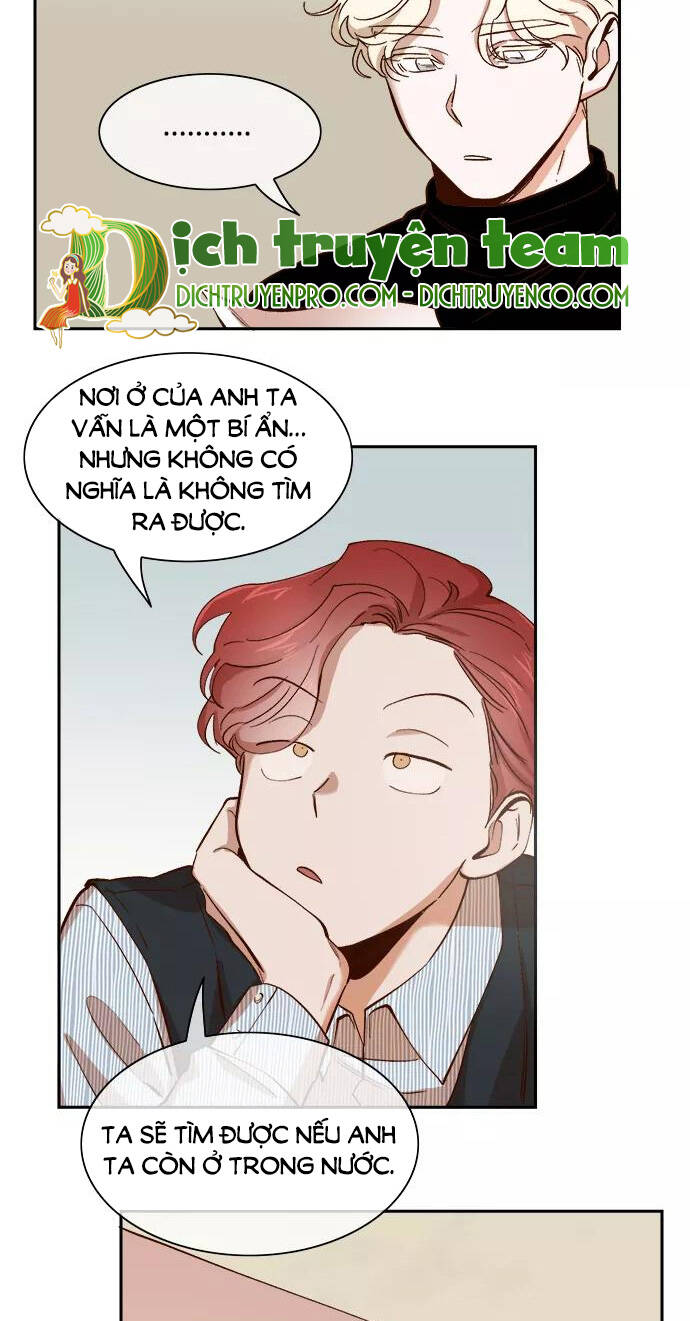 ...........
Dịch truyện team
DICHTRUYENPRO.COM - DICHTRUYENCO.COM
NƠI Ở CỦA ANH TA
VẪN LÀ MỘT BÍ ẨN...
NHƯNG KHÔNG CÓ
NGHĨA LÀ KHÔNG TÌM
RA ĐƯỢC.
TA SẼ TÌM ĐƯỢC NẾU ANH
TA CÒN Ở TRONG NƯỚC.